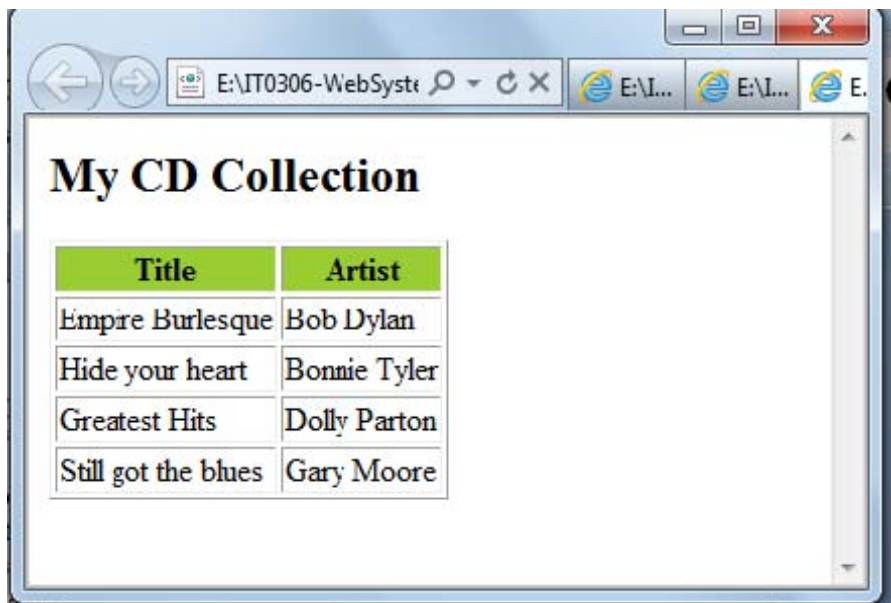 E:\IT0306-WebSyste
E:\I...
E:\I...
E.
My CD Collection
Title Artist
Empire Burlesque Bob Dylan
Hide your heart Bonnie Tyler
Greatest Hits Dolly Parton
Still got the blues Gary Moore